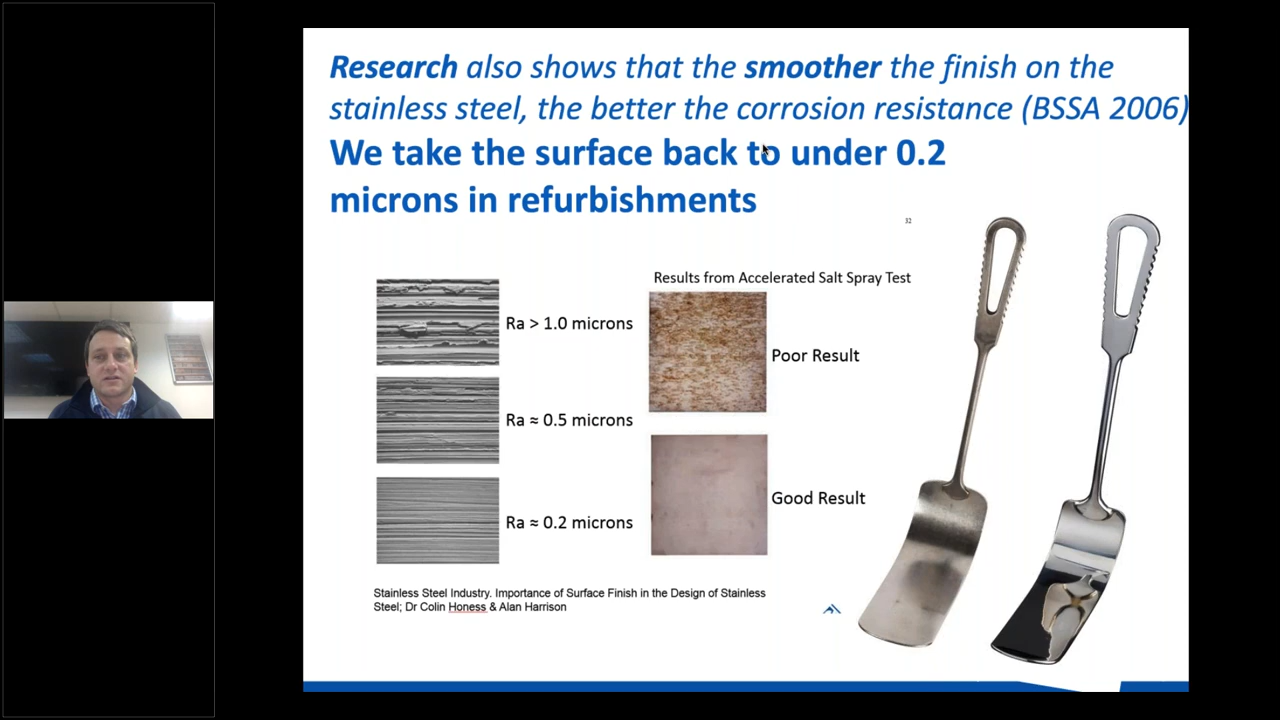 Research also shows that the smoother the finish on the
stainless steel, the better the corrosion resistance (BSSA 2006)
We take the surface back to under 0.2
microns in refurbishments
32
Results from Accelerated Salt Spray Test
Ra > 1.0 microns
Poor Result
Ra ≈ 0.5 microns
Good Result
Ra ≈ 0.2 microns
Stainless Steel Industry. Importance of Surface Finish in the Design of Stainless
Steel; Dr Colin Honess & Alan Harrison